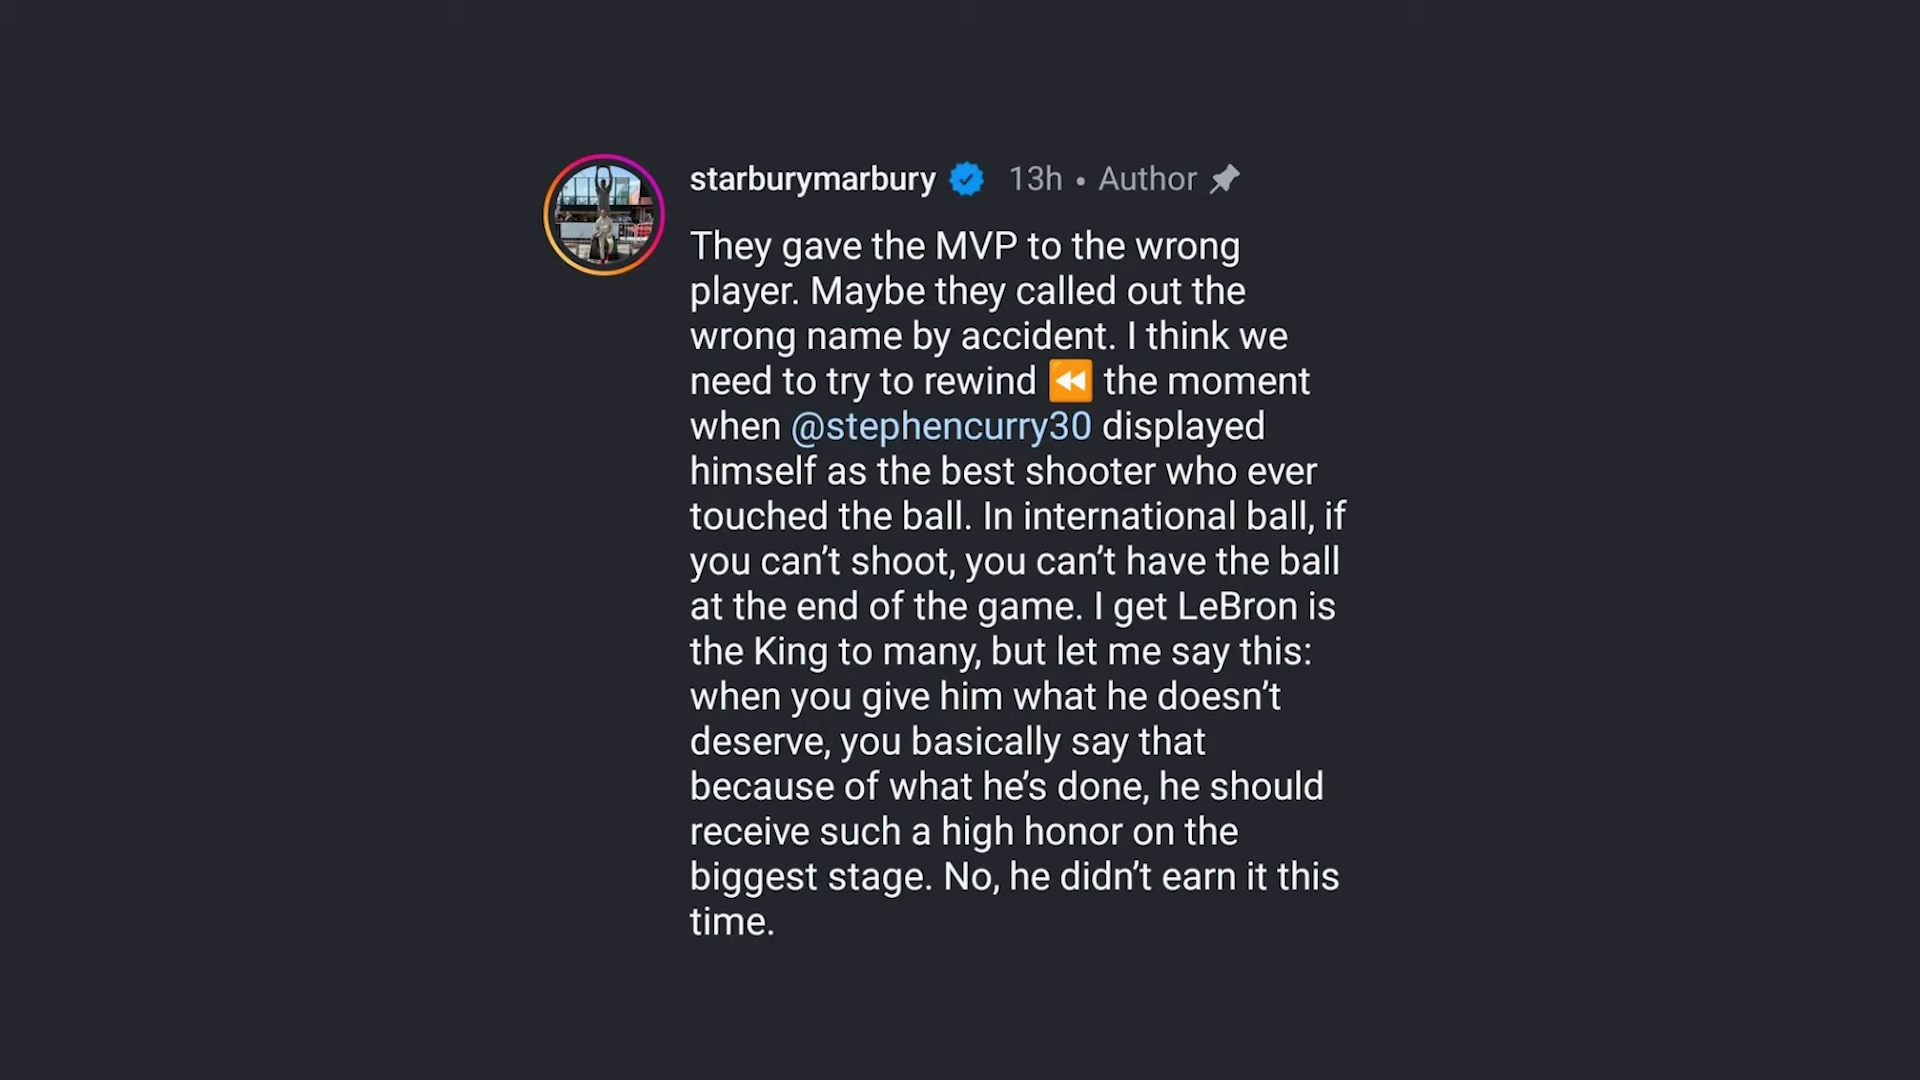 starburymarbury 13h • Author
They gave the MVP to the wrong
player. Maybe they called out the
wrong name by accident. I think we
need to try to rewind ⏪ the moment
when @stephencurry30 displayed
himself as the best shooter who ever
touched the ball. In international ball, if
you can’t shoot, you can’t have the ball
at the end of the game. I get LeBron is
the King to many, but let me say this:
when you give him what he doesn’t
deserve, you basically say that
because of what he’s done, he should
receive such a high honor on the
biggest stage. No, he didn’t earn it this
time.